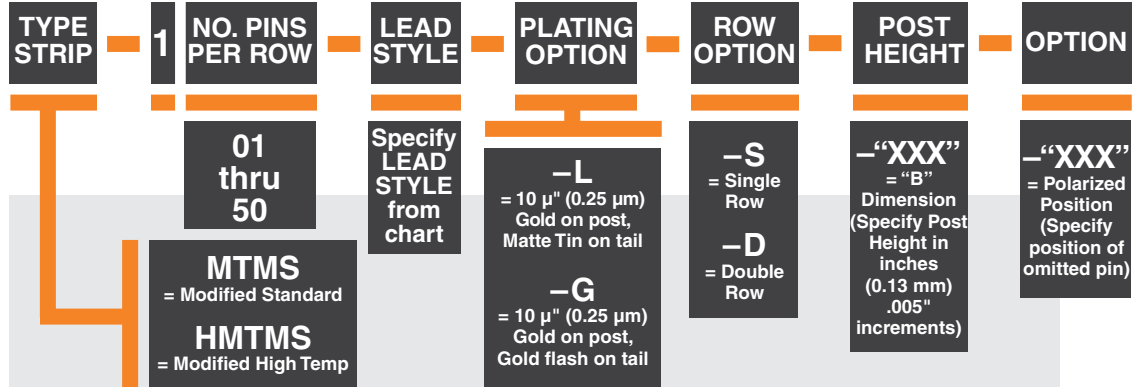 TYPE
STRIP
1
NO. PINS
PER ROW
LEAD
STYLE
PLATING
OPTION
ROW
OPTION
POST
HEIGHT
OPTION
01
thru
50
MTMS
= Modified Standard
HMTMS
= Modified High Temp
Specify
LEAD
STYLE
from
chart
–L
= 10 µ" (0.25 µm)
Gold on post,
Matte Tin on tail
–G
= 10 µ" (0.25 µm)
Gold on post,
Gold flash on tail
–S
= Single
Row
–D
= Double
Row
–“XXX”
= “B”
Dimension
(Specify Post
Height in
inches
(0.13 mm)
.005"
increments)
–“XXX”
= Polarized
Position
(Specify
position of
omitted pin)